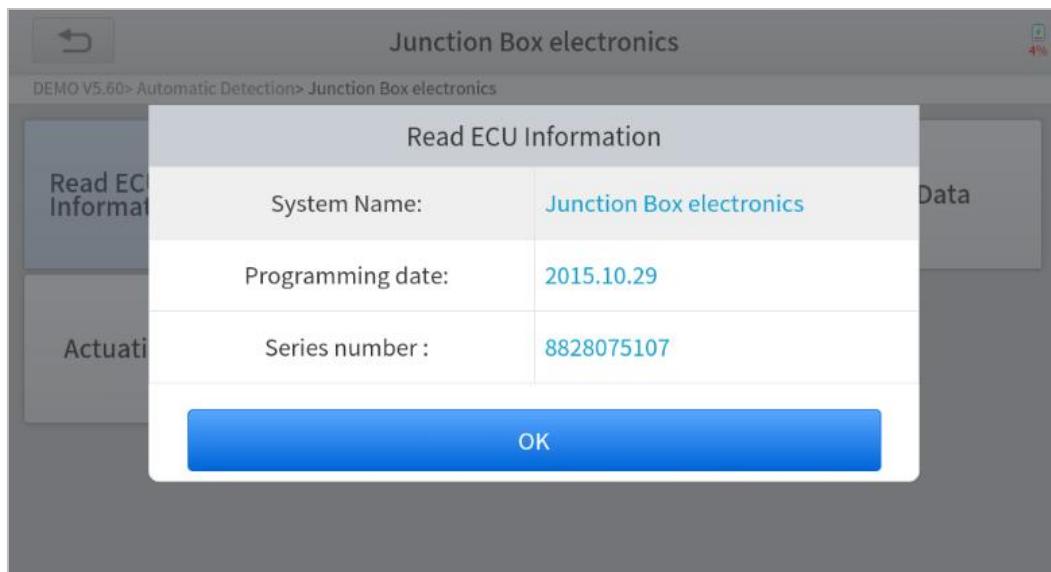 Junction Box electronics
4%
DEMO V5.60> Automatic Detection> Junction Box electronics
Read ECU Information
Read ECU
Informat
System Name:
Junction Box electronics
Data
Programming date:
2015.10.29
Actuati
Series number :
8828075107
OK